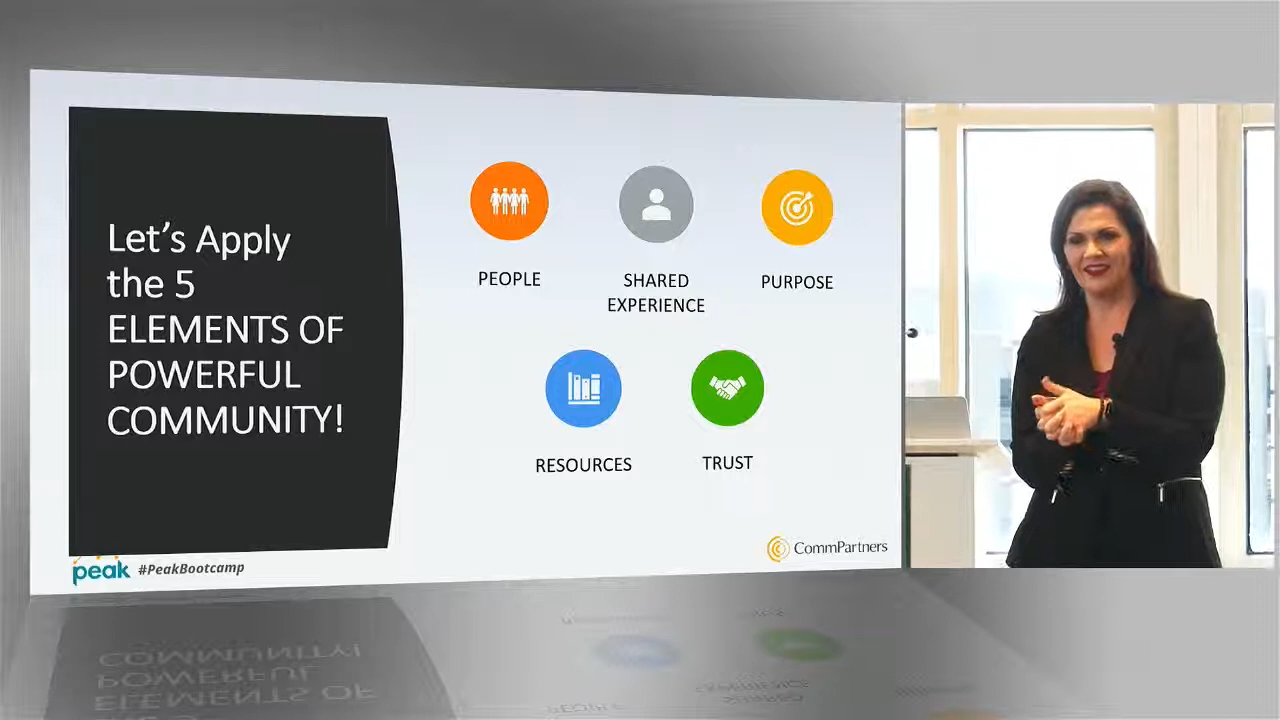 Let's Apply
the 5
ELEMENTS OF
POWERFUL
COMMUNITY!
PEOPLE
SHARED
EXPERIENCE
PURPOSE
RESOURCES
TRUST
peak #PeakBootcamp
CommPartners